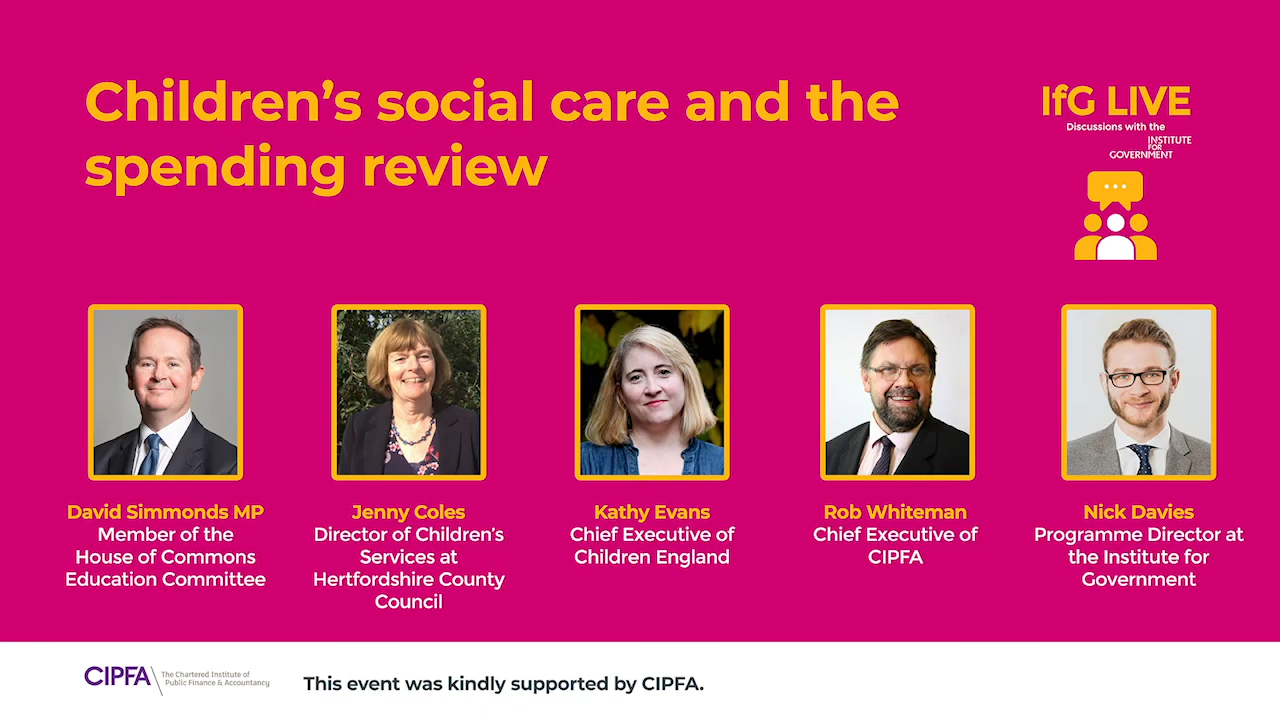 Children’s social care and the
spending review
IfG LIVE
Discussions with the
INSTITUTE
FOR
GOVERNMENT
David Simmonds MP
Member of the
House of Commons
Education Committee
Jenny Coles
Director of Children’s
Services at
Hertfordshire County
Council
Kathy Evans
Chief Executive of
Children England
Rob Whiteman
Chief Executive of
CIPFA
Nick Davies
Programme Director at
the Institute for
Government
CIPFA
The Chartered Institute of
Public Finance & Accountancy
This event was kindly supported by CIPFA.